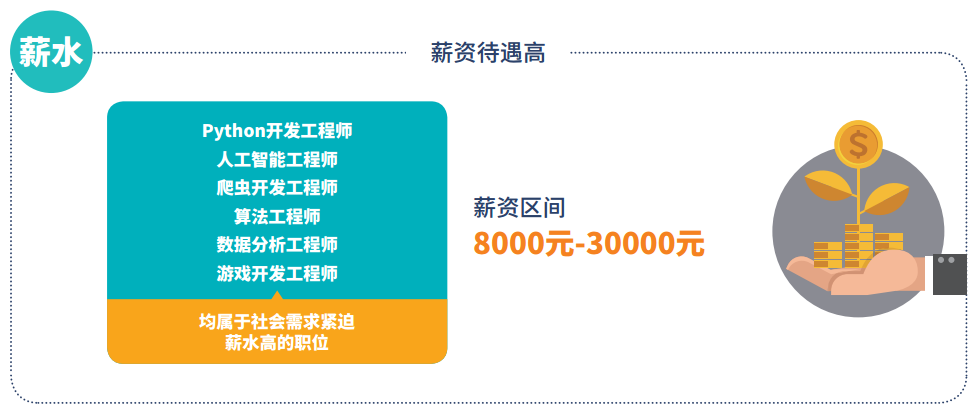 薪水
薪资待遇高
Python开发工程师
人工智能工程师
爬虫开发工程师
算法工程师
数据分析工程师
游戏开发工程师
均属于社会需求紧迫
薪水高的职位
薪资区间
8000元-30000元
$